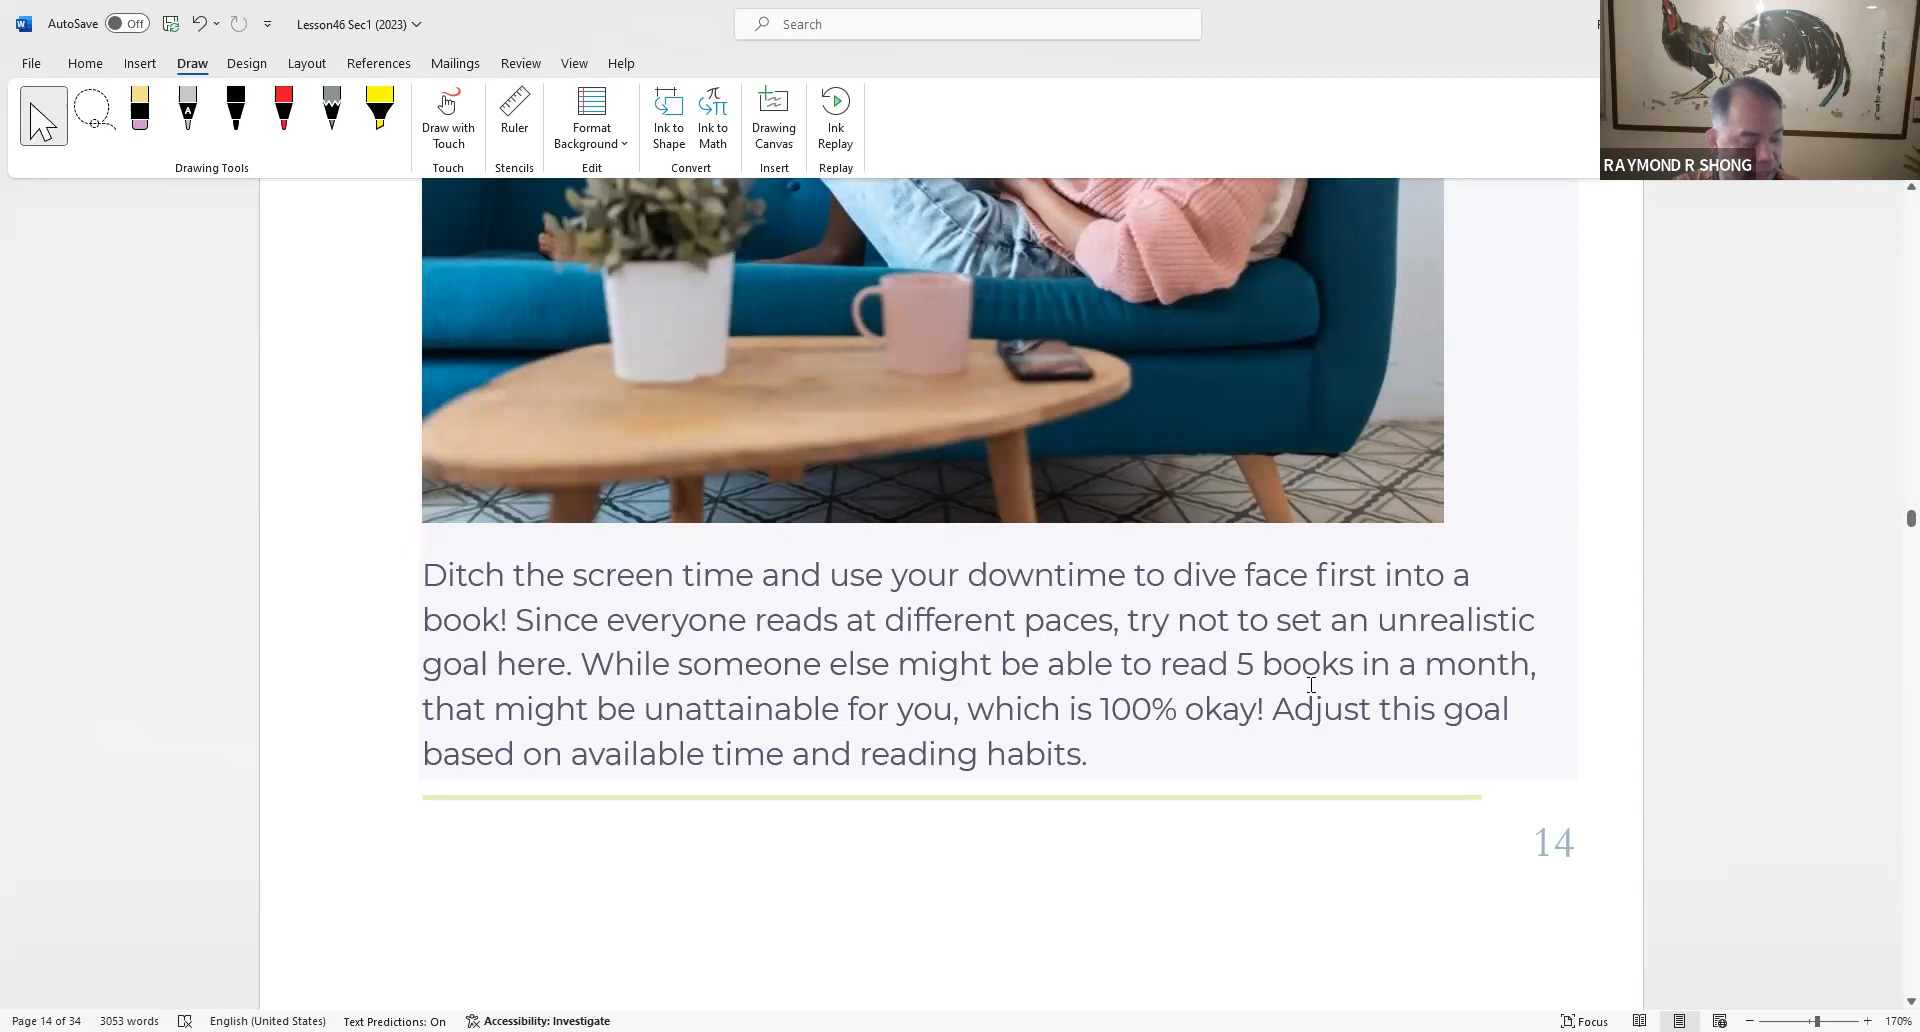 AutoSave Off Lesson46 Sec1 (2023) Search
File Home Insert Draw Design Layout References Mailings Review View Help
Draw with Touch
Ruler
Format Background
Ink to Shape
Ink to Math
Drawing Canvas
Ink Replay
Drawing Tools Touch Stencils Edit Convert Insert Replay
RAYMOND R SHONG
Ditch the screen time and use your downtime to dive face first into a
book! Since everyone reads at different paces, try not to set an unrealistic
goal here. While someone else might be able to read 5 books in a month,
that might be unattainable for you, which is 100% okay! Adjust this goal
based on available time and reading habits.
14
Page 14 of 34 3053 words English (United States) Text Predictions: On Accessibility: Investigate Focus 170%